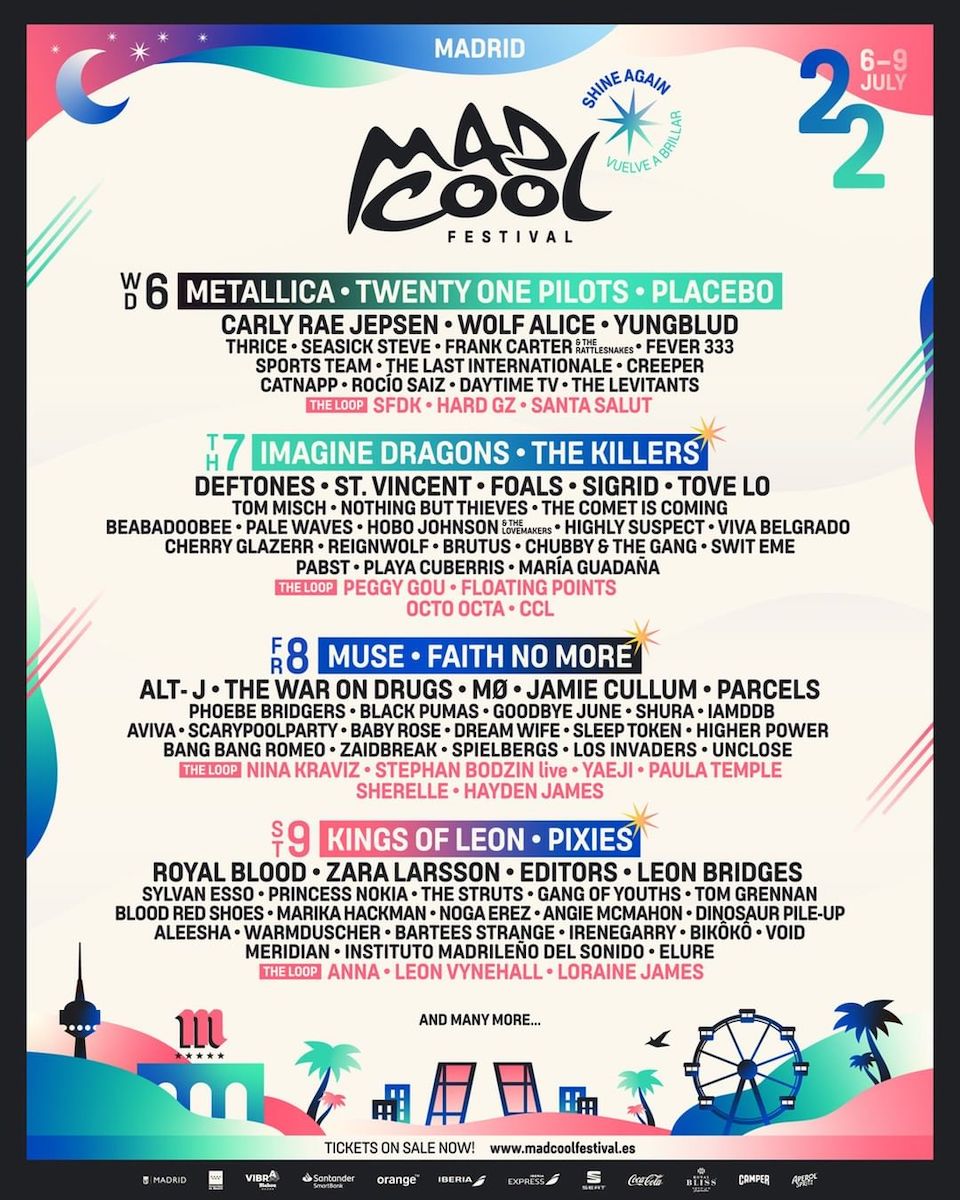 MADRID
6–9
JULY
22
SHINE AGAIN
VUELVE A BRILLAR
MAD
COOL
FESTIVAL
WD 6 METALLICA • TWENTY ONE PILOTS • PLACEBO
CARLY RAE JEPSEN • WOLF ALICE • YUNGBLUD
THRICE • SEASICK STEVE • FRANK CARTER & THE RATTLESNAKES • FEVER 333
SPORTS TEAM • THE LAST INTERNATIONALE • CREEPER
CATNAPP • ROCÍO SAIZ • DAYTIME TV • THE LEVITANTS
THE LOOP SFDK • HARD GZ • SANTA SALUT
TH 7 IMAGINE DRAGONS • THE KILLERS
DEFTONES • ST. VINCENT • FOALS • SIGRID • TOVE LO
TOM MISCH • NOTHING BUT THIEVES • THE COMET IS COMING
BEABADOOBEE • PALE WAVES • HOBO JOHNSON & THE LOVEMAKERS • HIGHLY SUSPECT • VIVA BELGRADO
CHERRY GLAZERR • REIGNWOLF • BRUTUS • CHUBBY & THE GANG • SWIT EME
PABST • PLAYA CUBERRIS • MARÍA GUADAÑA
THE LOOP PEGGY GOU • FLOATING POINTS
OCTO OCTA • CCL
FR 8 MUSE • FAITH NO MORE
ALT- J • THE WAR ON DRUGS • MØ • JAMIE CULLUM • PARCELS
PHOEBE BRIDGERS • BLACK PUMAS • GOODBYE JUNE • SHURA • IAMDDB
AVIVA • SCARYPOOLPARTY • BABY ROSE • DREAM WIFE • SLEEP TOKEN • HIGHER POWER
BANG BANG ROMEO • ZAIDBREAK • SPIELBERGS • LOS INVADERS • UNCLOSE
THE LOOP NINA KRAVIZ • STEPHAN BODZIN live • YAEJI • PAULA TEMPLE
SHERELLE • HAYDEN JAMES
ST 9 KINGS OF LEON • PIXIES
ROYAL BLOOD • ZARA LARSSON • EDITORS • LEON BRIDGES
SYLVAN ESSO • PRINCESS NOKIA • THE STRUTS • GANG OF YOUTHS • TOM GRENNAN
BLOOD RED SHOES • MARIKA HACKMAN • NOGA EREZ • ANGIE MCMAHON • DINOSAUR PILE-UP
ALEESHA • WARMDUSCHER • BARTEES STRANGE • IRENEGARRY • BIKÔKÔ • VOID
MERIDIAN • INSTITUTO MADRILEÑO DEL SONIDO • ELURE
THE LOOP ANNA • LEON VYNEHALL • LORAINE JAMES
AND MANY MORE...
m
TICKETS ON SALE NOW! www.madcoolfestival.es
MADRID VIBRA Santander SmartBank orange™ IBERIA IBERIA EXPRESS SEAT Coca-Cola ROYAL BLISS CAMPER APEROL SPRITZ